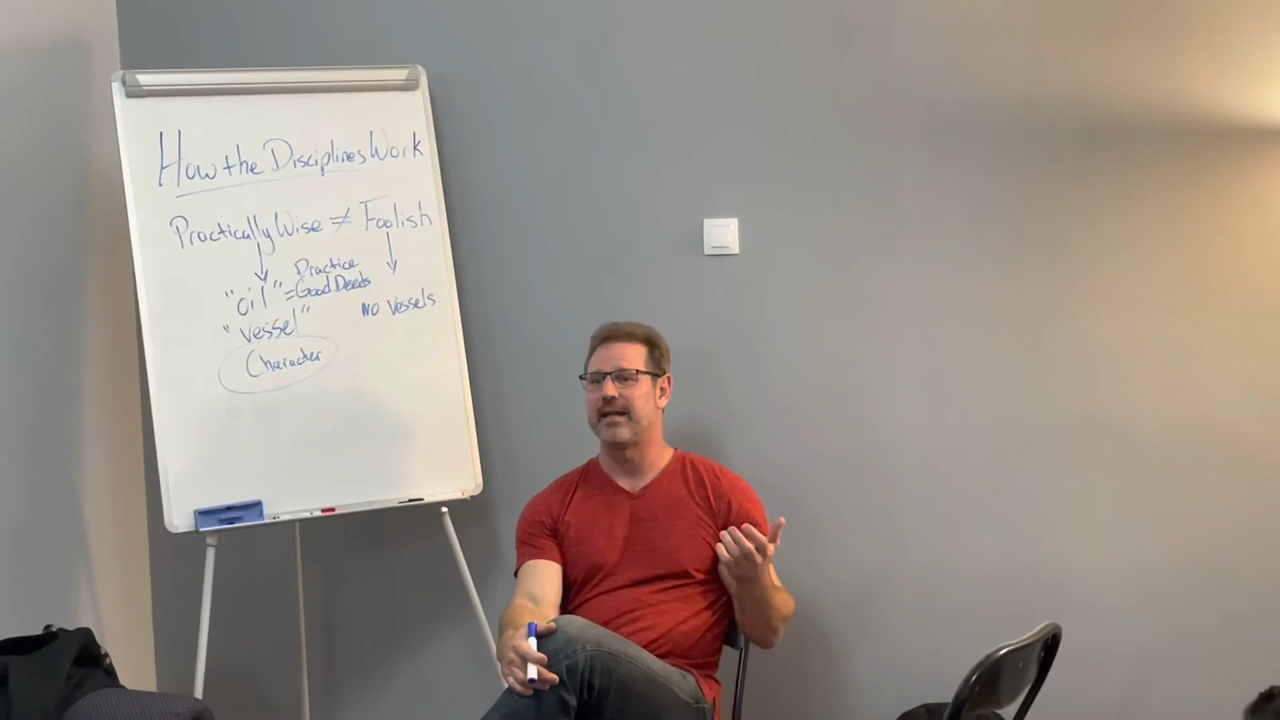 How the Disciplines Work
Practically Wise ≠ Foolish
Practice
"oil" = Good Deeds
No Vessels
"vessel"
Character